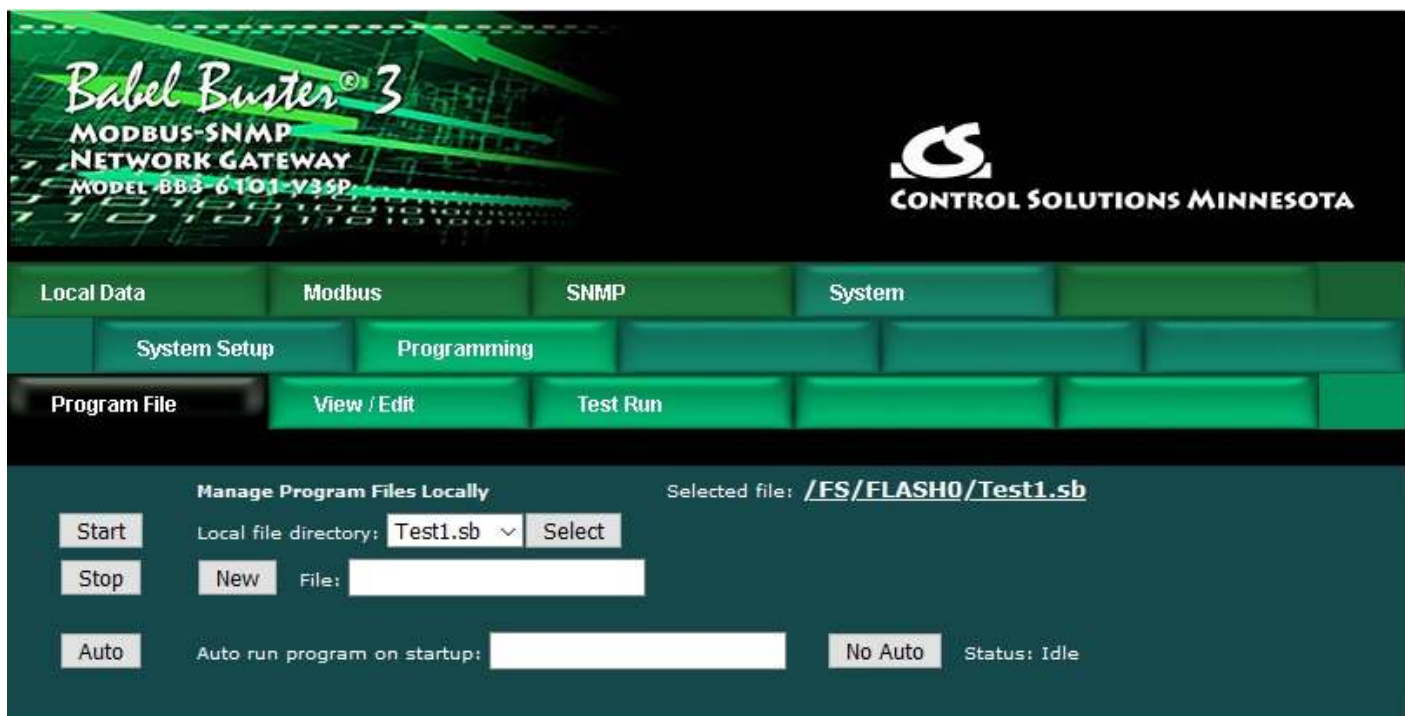 Babel Buster® 3
MODBUS-SNMP
NETWORK GATEWAY
MODEL BB3-6101-V3SP
CS
CONTROL SOLUTIONS MINNESOTA
Local Data Modbus SNMP System
System Setup Programming
Program File View / Edit Test Run
Manage Program Files Locally Selected file: /FS/FLASH0/Test1.sb
Start Local file directory: Test1.sb Select
Stop New File:
Auto Auto run program on startup: No Auto Status: Idle